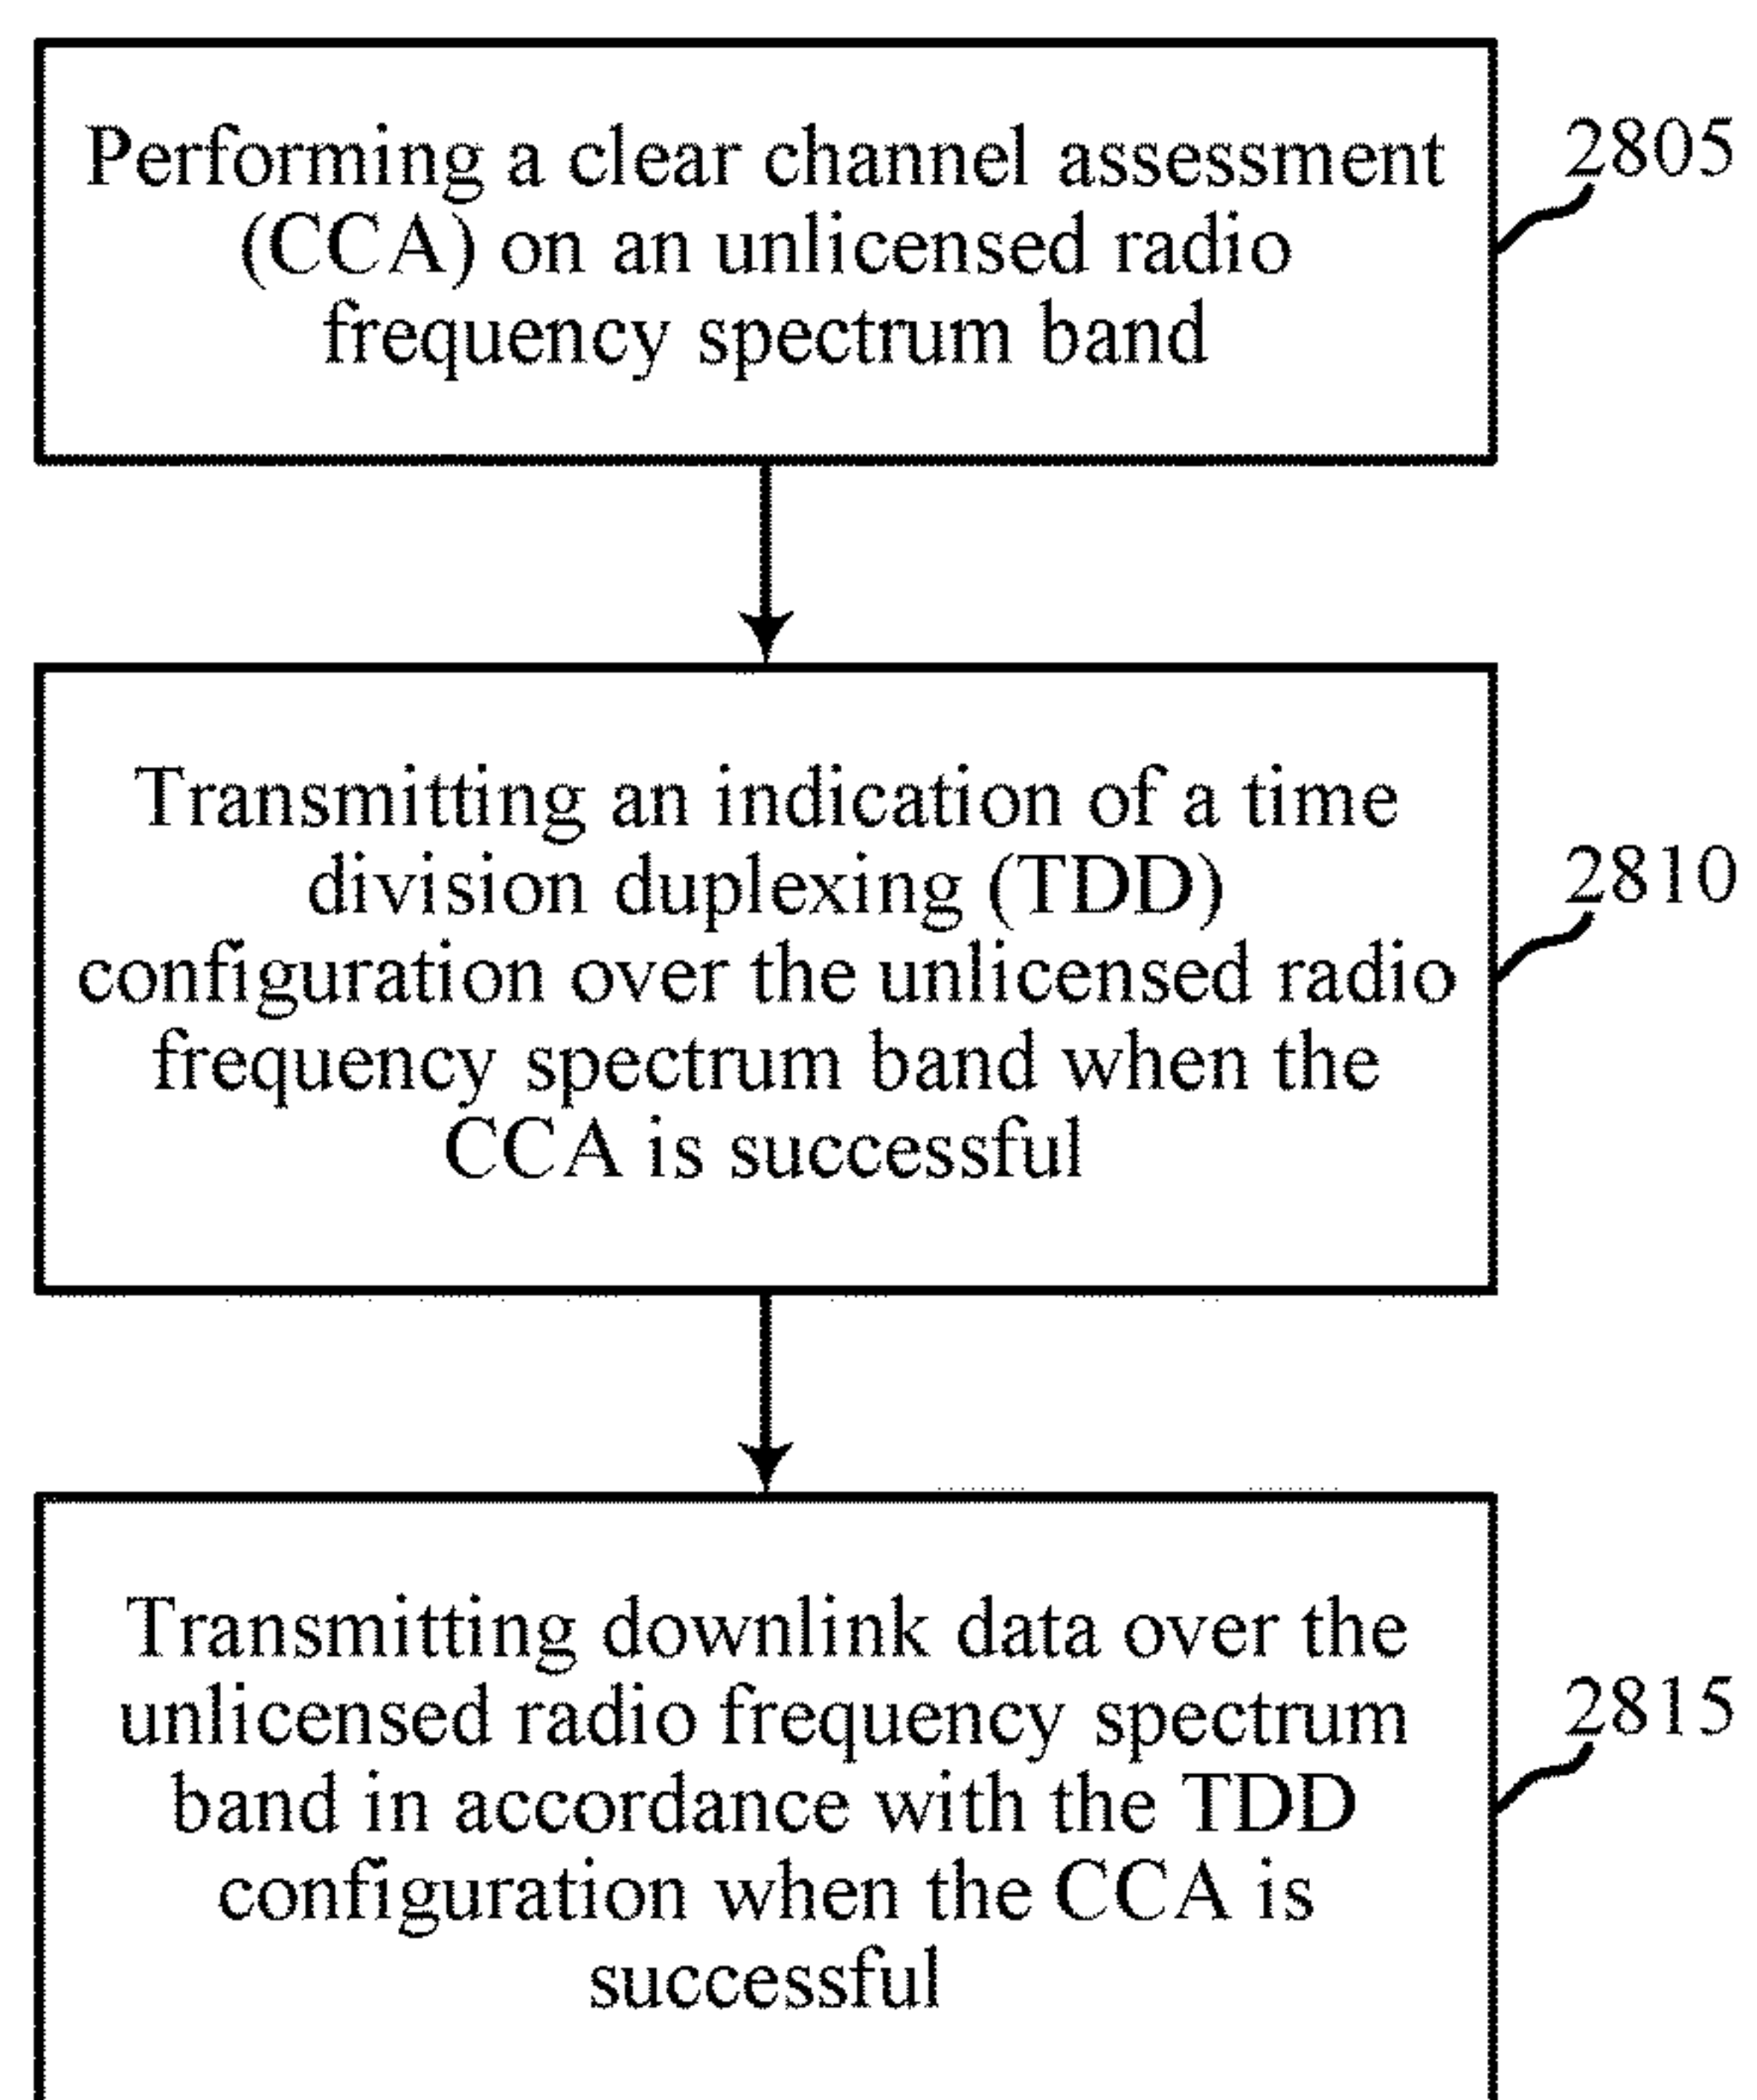 Performing a clear channel assessment
(CCA) on an unlicensed radio
frequency spectrum band
2805
Transmitting an indication of a time
division duplexing (TDD)
configuration over the unlicensed radio
frequency spectrum band when the
CCA is successful
2810
Transmitting downlink data over the
unlicensed radio frequency spectrum
band in accordance with the TDD
configuration when the CCA is
successful
2815